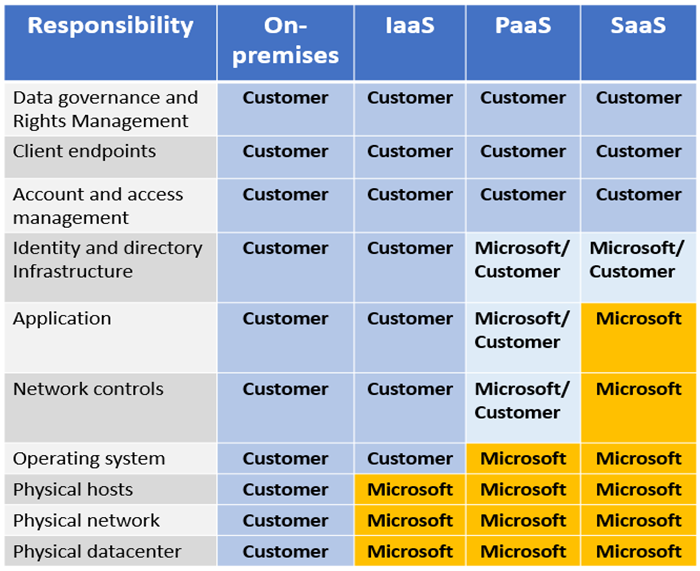 Responsibility On-premises IaaS PaaS SaaS
Data governance and Rights Management Customer Customer Customer Customer
Client endpoints Customer Customer Customer Customer
Account and access management Customer Customer Customer Customer
Identity and directory Infrastructure Customer Customer Microsoft/Customer Microsoft/Customer
Application Customer Customer Microsoft/Customer Microsoft
Network controls Customer Customer Microsoft/Customer Microsoft
Operating system Customer Customer Microsoft Microsoft
Physical hosts Customer Microsoft Microsoft Microsoft
Physical network Customer Microsoft Microsoft Microsoft
Physical datacenter Customer Microsoft Microsoft Microsoft